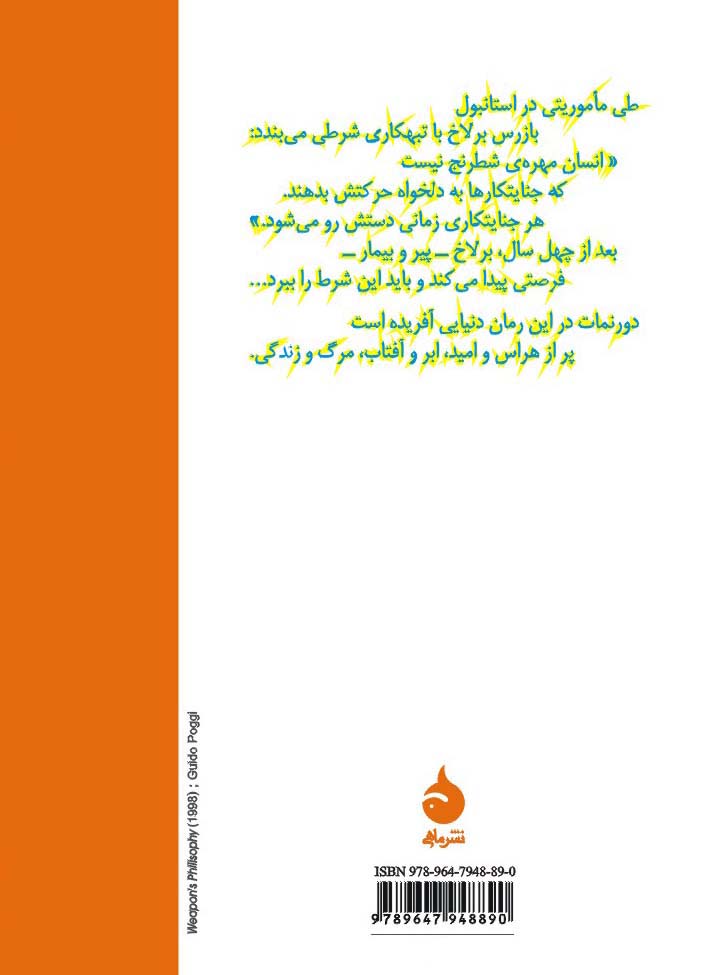 طی مأموریتی در استانبول
بازرس برلاخ با تبهکاری شرطی می‌بندد:
«انسان مهره‌ی شطرنج نیست
که جنایتکارها به دلخواه حرکتش بدهند.
هر جنایتکاری زمانی دستش رو می‌شود.»
بعد از چهل سال، برلاخ ــ پیر و بیمار ــ
فرصتی پیدا می‌کند و باید این شرط را ببرد...
دورنمات در این رمان دنیایی آفریده است
پر از هراس و امید، ابر و آفتاب، مرگ و زندگی.
Weapon's Philisophy (1998) ; Guido Poggi
نشرماهی
ISBN 978-964-7948-89-0
9 789647 948890